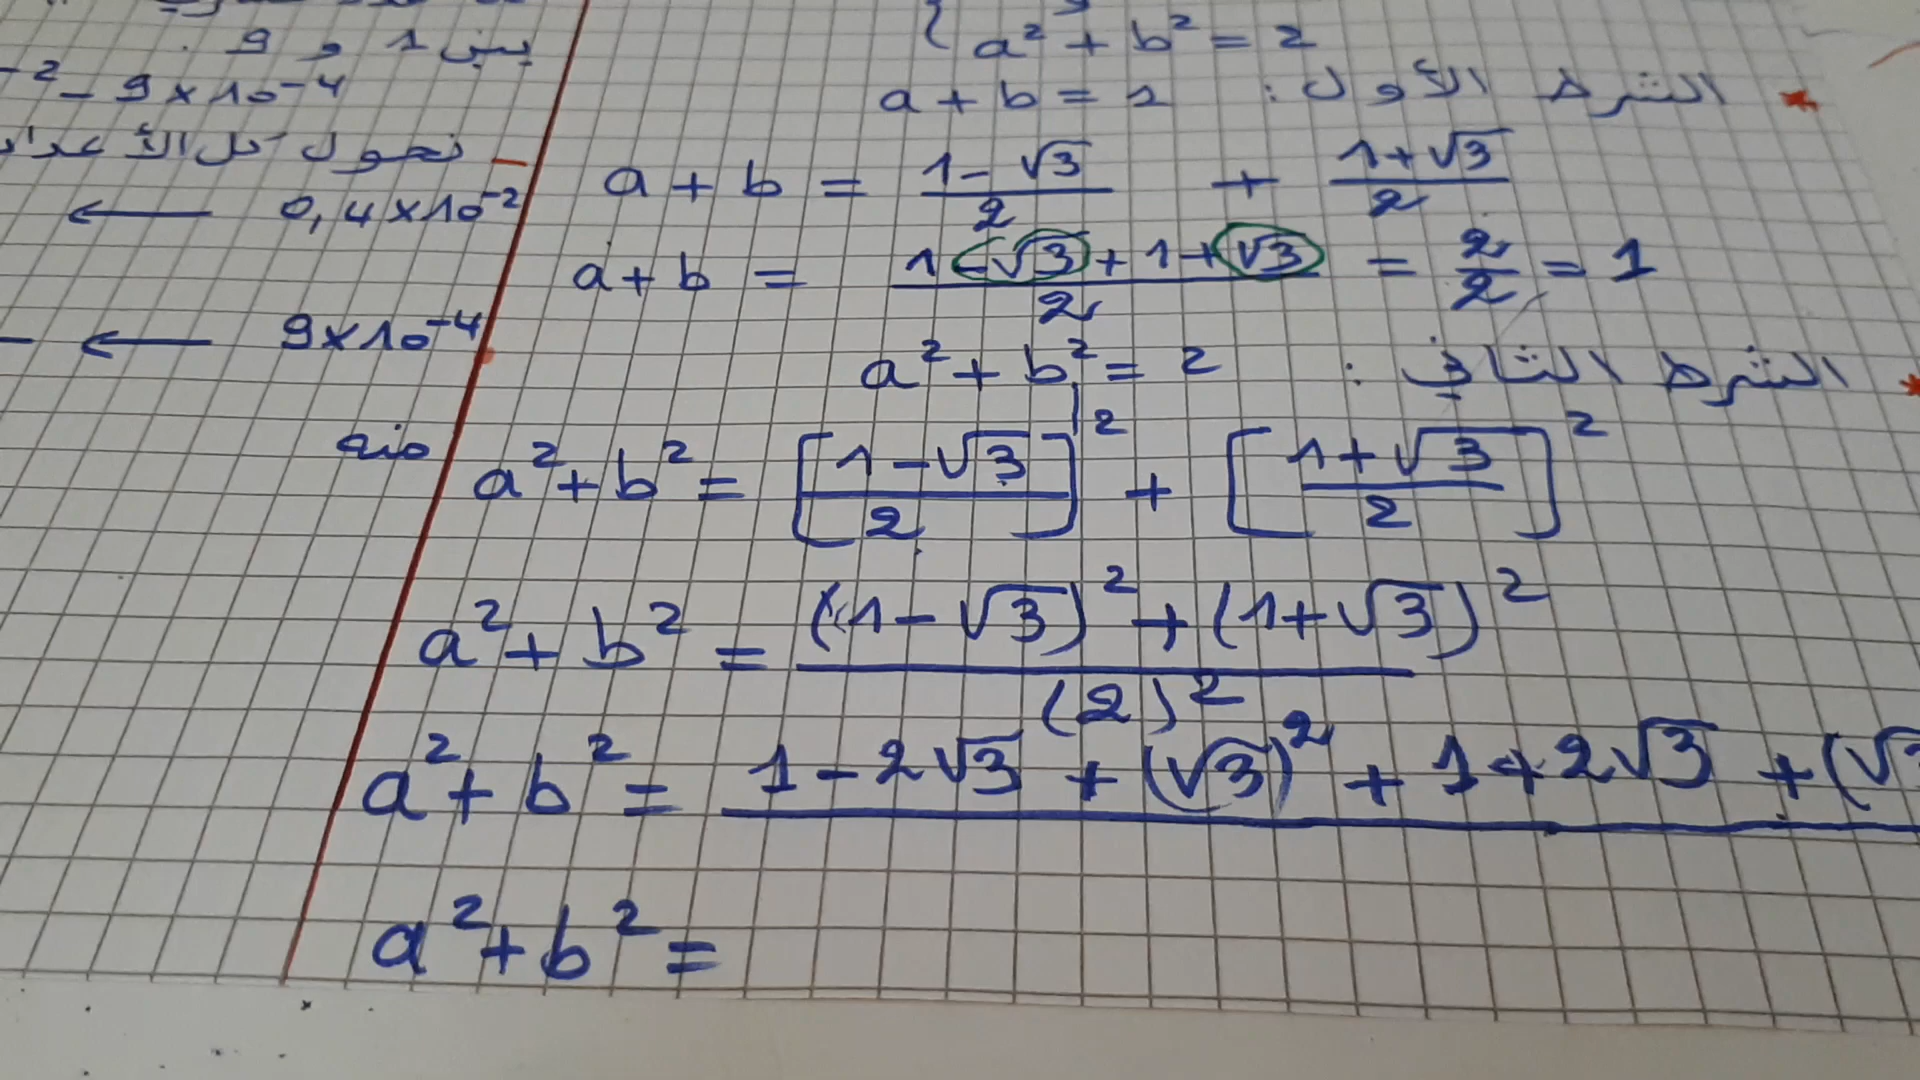 بين 1 و 9
-2 - 9×10⁻⁴
نحول كل الأعداد
← 0,4×10⁻²
← 9×10⁻⁴
a² + b² = 2
* الشرط الأول : a + b = 1
a + b = (1-√3)/2 + (1+√3)/2
a + b = (1-√3+1+√3)/2 = 2/2 = 1
* الشرط الثاني : a² + b² = 2
منه a² + b² = [(1-√3)/2]² + [(1+√3)/2]²
a² + b² = ((1-√3)² + (1+√3)²)/(2)²
a² + b² = 1 - 2√3 + (√3)² + 1 + 2√3 + (√3
a² + b² =